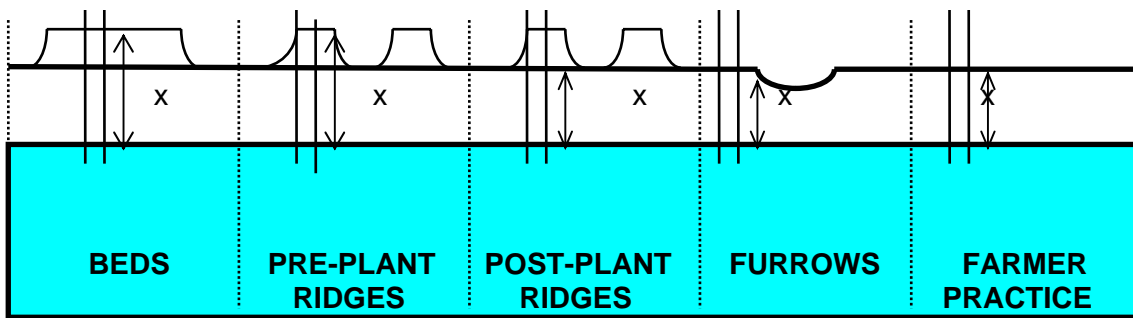 x x x x x
BEDS PRE-PLANT POST-PLANT FURROWS FARMER
RIDGES RIDGES PRACTICE